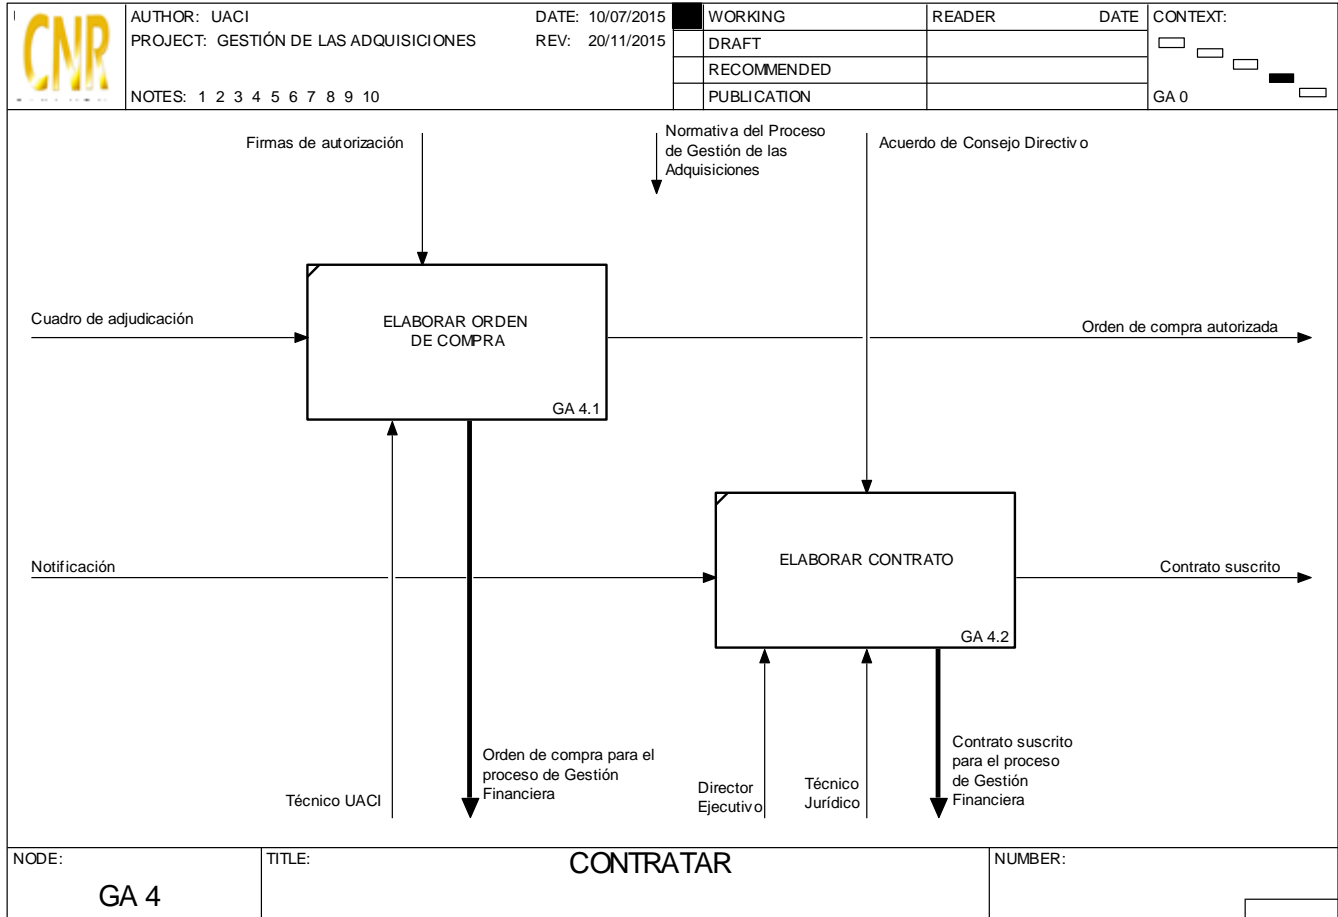 CNR
AUTHOR: UACI
DATE: 10/07/2015
PROJECT: GESTIÓN DE LAS ADQUISICIONES
REV: 20/11/2015
NOTES: 1 2 3 4 5 6 7 8 9 10
WORKING
DRAFT
RECOMMENDED
PUBLICATION
READER DATE
CONTEXT:
GA 0
Firmas de autorización
Normativa del Proceso
de Gestión de las
Adquisiciones
Acuerdo de Consejo Directivo
Cuadro de adjudicación
ELABORAR ORDEN
DE COMPRA
GA 4.1
Orden de compra autorizada
Notificación
ELABORAR CONTRATO
GA 4.2
Contrato suscrito
Técnico UACI
Orden de compra para el
proceso de Gestión
Financiera
Director
Ejecutivo
Técnico
Jurídico
Contrato suscrito
para el proceso
de Gestión
Financiera
NODE:
GA 4
TITLE:
CONTRATAR
NUMBER: